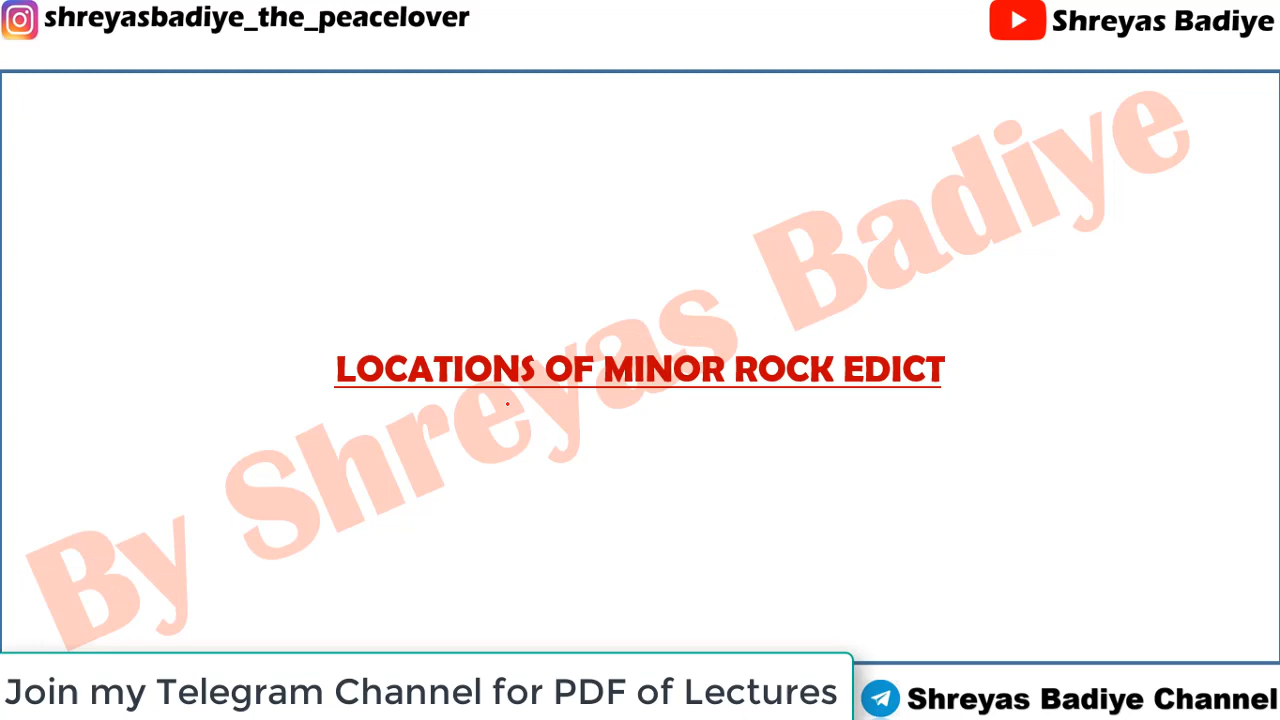 shreyasbadiye_the_peacelover
Shreyas Badiye
By Shreyas Badiye
LOCATIONS OF MINOR ROCK EDICT
Join my Telegram Channel for PDF of Lectures
Shreyas Badiye Channel